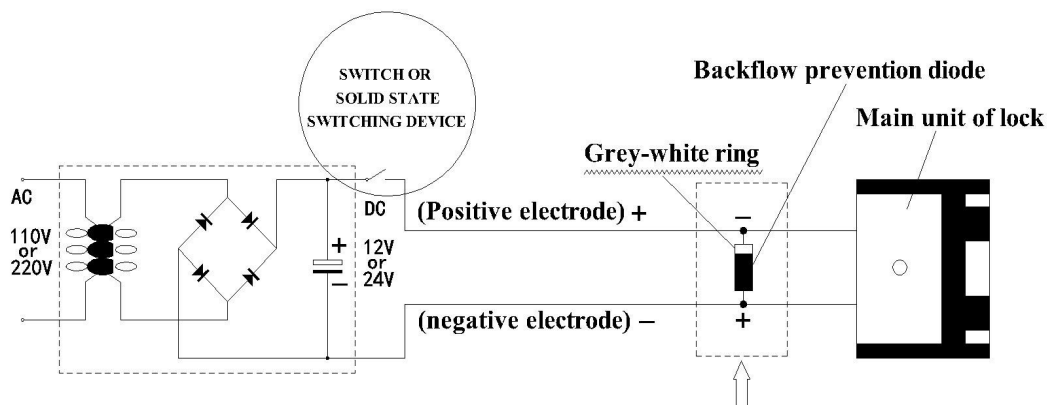 SWITCH OR
SOLID STATE
SWITCHING DEVICE
Backflow prevention diode
Main unit of lock
Grey-white ring
AC
DC
(Positive electrode) +
−
110V
or
220V
+
12V
or
24V
−
(negative electrode) −
+